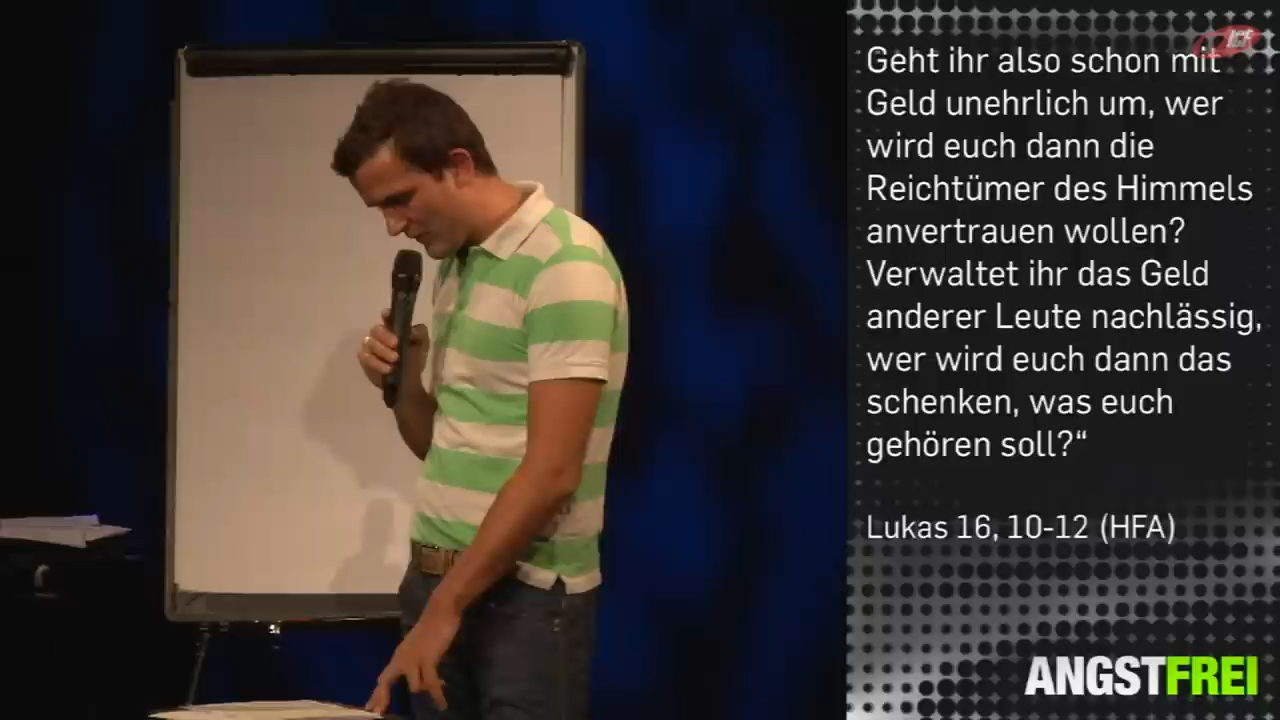 Geht ihr also schon mit
Geld unehrlich um, wer
wird euch dann die
Reichtümer des Himmels
anvertrauen wollen?
Verwaltet ihr das Geld
anderer Leute nachlässig,
wer wird euch dann das
schenken, was euch
gehören soll?“
Lukas 16, 10-12 (HFA)
ANGSTFREI